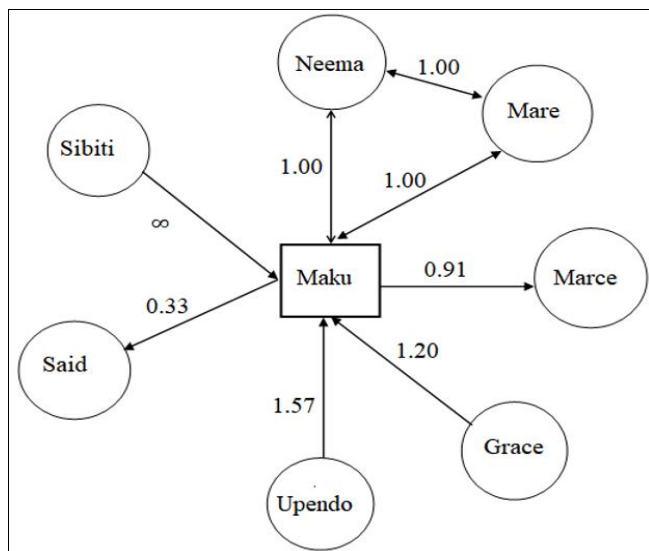 Neema
1.00
Mare
Sibiti
1.00
1.00
∞
Maku
0.91
Marce
0.33
Said
1.20
1.57
Grace
Upendo